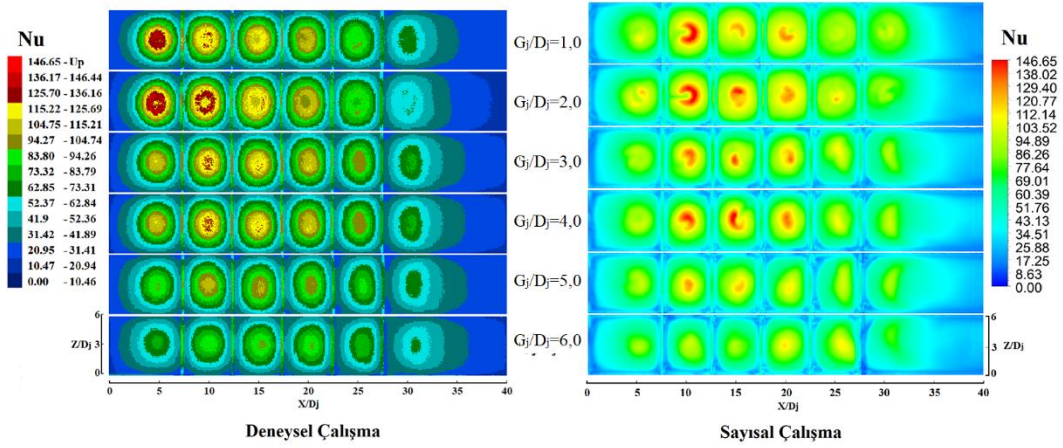 Nu
146.65 - Up
136.17 - 146.44
125.70 - 136.16
115.22 - 125.69
104.75 - 115.21
94.27 - 104.74
83.80 - 94.26
73.32 - 83.79
62.85 - 73.31
52.37 - 62.84
41.9 - 52.36
31.42 - 41.89
20.95 - 31.41
10.47 - 20.94
0.00 - 10.46
6
Z/Dj 3
0
0 5 10 15 20 25 30 35 40
X/Dj
Deneysel Çalışma
Gj/Dj=1,0
Gj/Dj=2,0
Gj/Dj=3,0
Gj/Dj=4,0
Gj/Dj=5,0
Gj/Dj=6,0
Nu
146.65
138.02
129.40
120.77
112.14
103.52
94.89
86.26
77.64
69.01
60.39
51.76
43.13
34.51
25.88
17.25
8.63
0.00
6
3 Z/Dj
0
0 5 10 15 20 25 30 35 40
X/Dj
Sayısal Çalışma